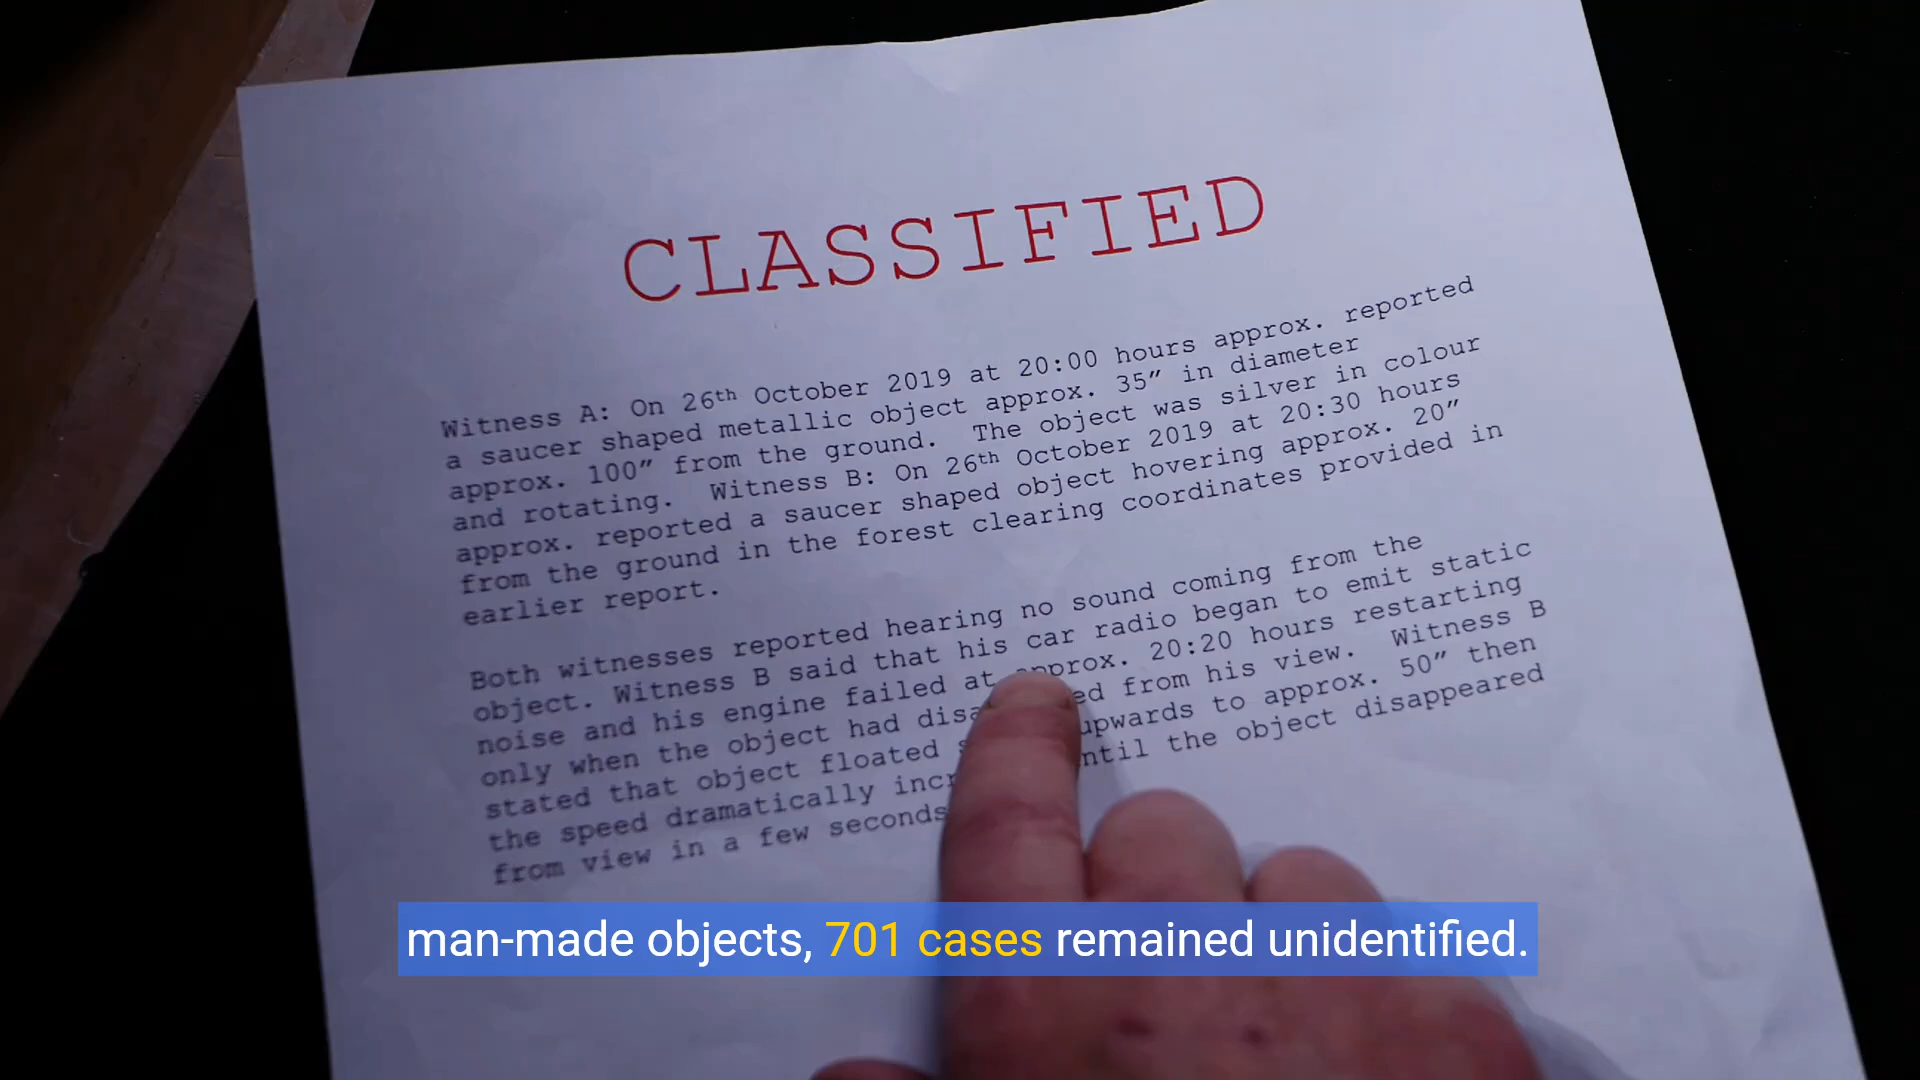 CLASSIFIED
Witness A: On 26th October 2019 at 20:00 hours approx. reported
a saucer shaped metallic object approx. 35″ in diameter
approx. 100″ from the ground. The object was silver in colour
and rotating. Witness B: On 26th October 2019 at 20:30 hours
approx. reported a saucer shaped object hovering approx. 20″
from the ground in the forest clearing coordinates provided in
earlier report.
Both witnesses reported hearing no sound coming from the
object. Witness B said that his car radio began to emit static
noise and his engine failed at approx. 20:20 hours restarting
only when the object had from his view. Witness B
stated that object floated upwards to approx. 50″ then
the speed dramatically until the object disappeared
from view in a few seconds
man-made objects, 701 cases remained unidentified.